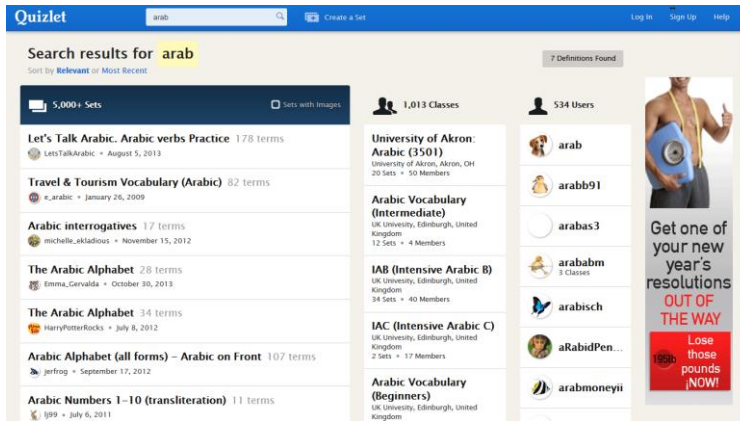 Quizlet
arab
Create a Set
Log In
Sign Up
Help
Search results for arab
Sort by Relevant or Most Recent
7 Definitions Found
5,000+ Sets
Sets with Images
Let's Talk Arabic. Arabic verbs Practice 178 terms
LetsTalkArabic • August 5, 2013
Travel & Tourism Vocabulary (Arabic) 82 terms
e_arabic • January 26, 2009
Arabic interrogatives 17 terms
michelle_ekladious • November 15, 2012
The Arabic Alphabet 28 terms
Emma_Gervalda • October 30, 2013
The Arabic Alphabet 34 terms
HarryPotterRocks • July 8, 2012
Arabic Alphabet (all forms) – Arabic on Front 107 terms
jerfrog • September 17, 2012
Arabic Numbers 1–10 (transliteration) 11 terms
lj99 • July 6, 2011
1,013 Classes
University of Akron:
Arabic (3501)
University of Akron, Akron, OH
20 Sets • 50 Members
Arabic Vocabulary
(Intermediate)
UK Univesity, Edinburgh, United
Kingdom
12 Sets • 4 Members
IAB (Intensive Arabic B)
UK Univesity, Edinburgh, United
Kingdom
34 Sets • 40 Members
IAC (Intensive Arabic C)
UK Univesity, Edinburgh, United
Kingdom
2 Sets • 17 Members
Arabic Vocabulary
(Beginners)
UK Univesity, Edinburgh, United
Kingdom
534 Users
arab
arabb91
arabas3
arababm
3 Classes
arabisch
aRabidPen...
arabmoneyii
Get one of
your new
year's
resolutions
OUT OF
THE WAY
195lb
Lose
those
pounds
¡NOW!